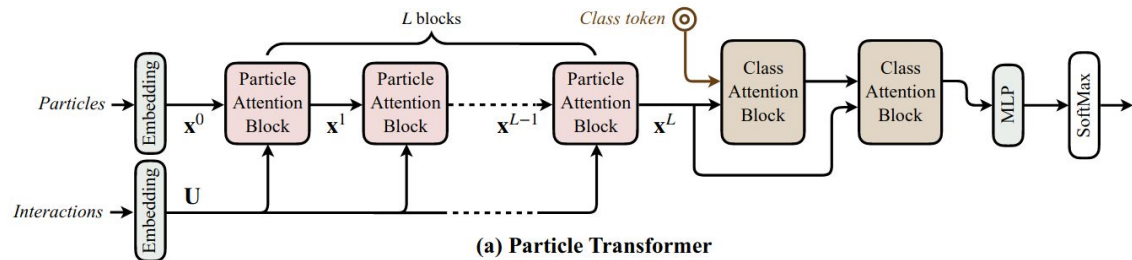 L blocks
Class token
Particles
Embedding
x^0
Particle
Attention
Block
x^1
Particle
Attention
Block
x^{L-1}
Particle
Attention
Block
x^L
Class
Attention
Block
Class
Attention
Block
MLP
SoftMax
Interactions
Embedding
U
(a) Particle Transformer